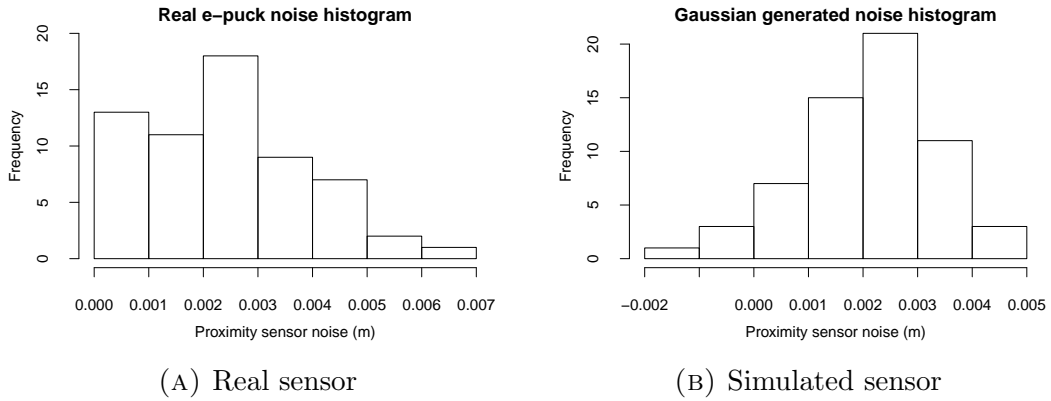 Real e−puck noise histogram
Frequency
20
15
10
5
0
0.000 0.001 0.002 0.003 0.004 0.005 0.006 0.007
Proximity sensor noise (m)
(A) Real sensor
Gaussian generated noise histogram
Frequency
20
15
10
5
0
−0.002 0.000 0.001 0.002 0.003 0.004 0.005
Proximity sensor noise (m)
(B) Simulated sensor